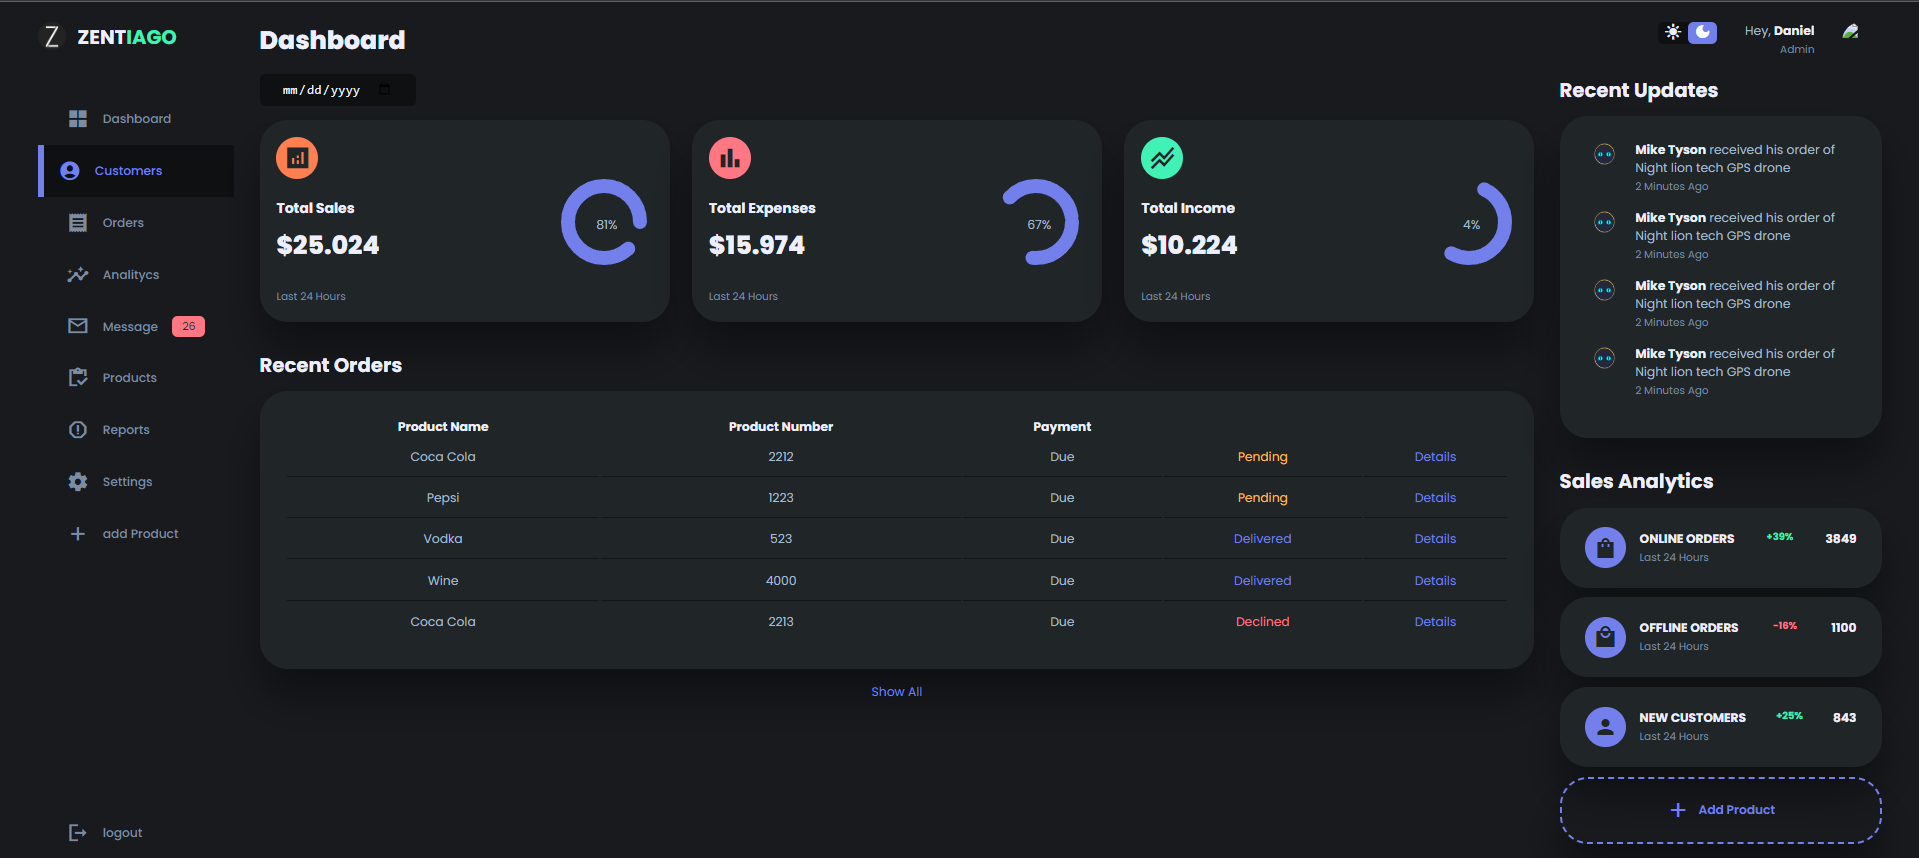 ZENTIAGO
Dashboard
Customers
Orders
Analitycs
Message 26
Products
Reports
Settings
add Product
logout
Dashboard
mm/dd/yyyy
Total Sales
$25.024
81%
Last 24 Hours
Total Expenses
$15.974
67%
Last 24 Hours
Total Income
$10.224
4%
Last 24 Hours
Recent Orders
Product Name Product Number Payment
Coca Cola 2212 Due Pending Details
Pepsi 1223 Due Pending Details
Vodka 523 Due Delivered Details
Wine 4000 Due Delivered Details
Coca Cola 2213 Due Declined Details
Show All
Hey, Daniel
Admin
Recent Updates
Mike Tyson received his order of
Night lion tech GPS drone
2 Minutes Ago
Mike Tyson received his order of
Night lion tech GPS drone
2 Minutes Ago
Mike Tyson received his order of
Night lion tech GPS drone
2 Minutes Ago
Mike Tyson received his order of
Night lion tech GPS drone
2 Minutes Ago
Sales Analytics
ONLINE ORDERS +39% 3849
Last 24 Hours
OFFLINE ORDERS -16% 1100
Last 24 Hours
NEW CUSTOMERS +25% 843
Last 24 Hours
Add Product